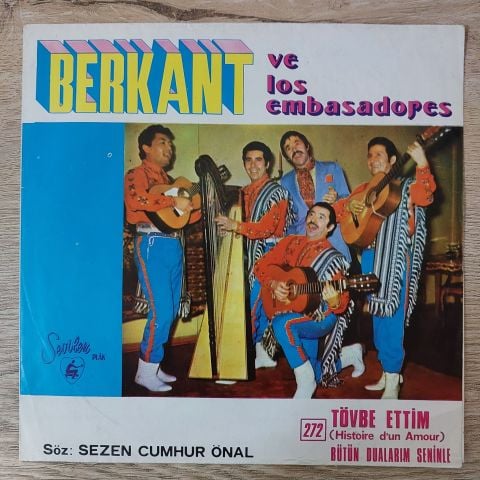 BERKANT
ve
los
embasadores
Sevilen
PLÂK
272
TÖVBE ETTİM
(Histoire d'un Amour)
BÜTÜN DUALARIM SENİNLE
Söz: SEZEN CUMHUR ÖNAL